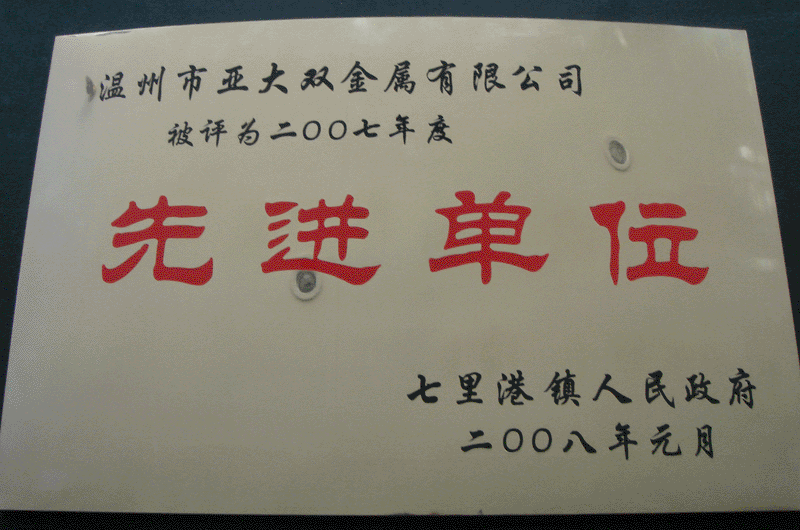 温州市亚大双金属有限公司
被评为二〇〇七年度
先进单位
七里港镇人民政府
二〇〇八年元月